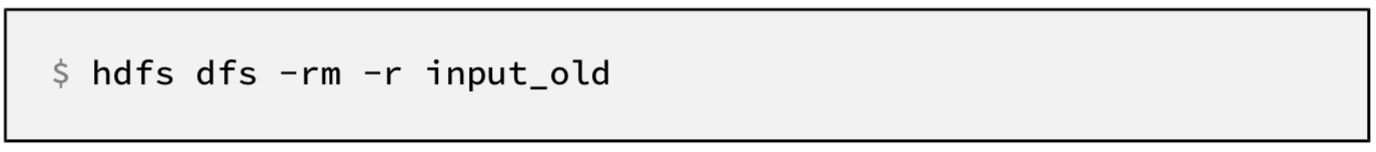 $ hdfs dfs -rm -r input_old